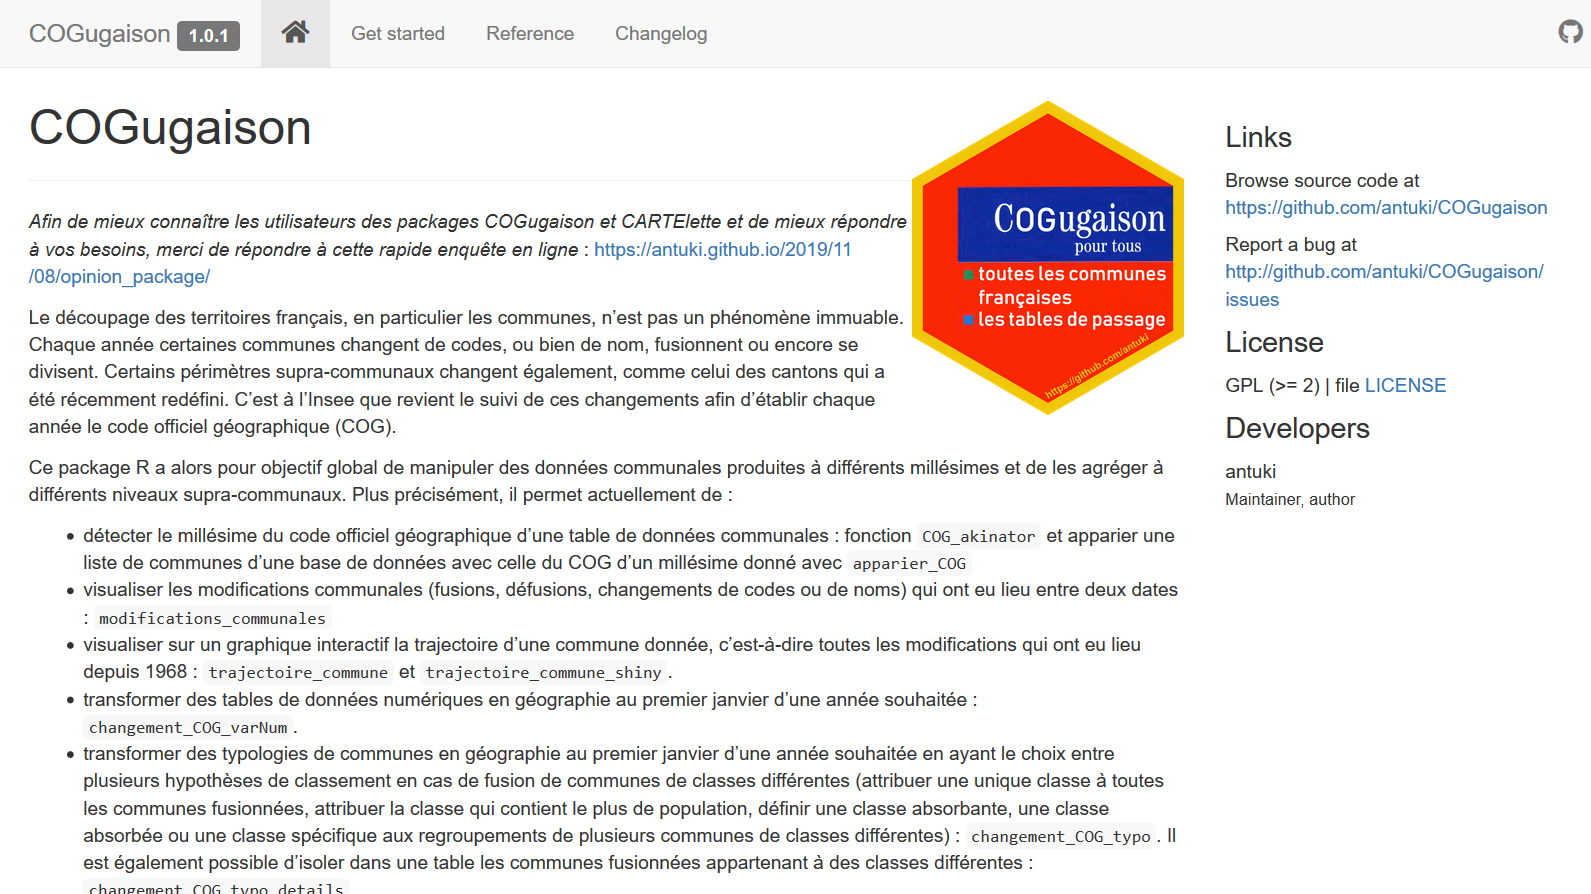 COGugaison 1.0.1 Get started Reference Changelog
COGugaison
Afin de mieux connaître les utilisateurs des packages COGugaison et CARTElette et de mieux répondre
à vos besoins, merci de répondre à cette rapide enquête en ligne : https://antuki.github.io/2019/11
/08/opinion_package/
Le découpage des territoires français, en particulier les communes, n’est pas un phénomène immuable.
Chaque année certaines communes changent de codes, ou bien de nom, fusionnent ou encore se
divisent. Certains périmètres supra-communaux changent également, comme celui des cantons qui a
été récemment redéfini. C’est à l’Insee que revient le suivi de ces changements afin d’établir chaque
année le code officiel géographique (COG).
COGugaison
pour tous
toutes les communes
françaises
les tables de passage
https://github.com/antuki
Ce package R a alors pour objectif global de manipuler des données communales produites à différents millésimes et de les agréger à
différents niveaux supra-communaux. Plus précisément, il permet actuellement de :
détecter le millésime du code officiel géographique d’une table de données communales : fonction COG_akinator et apparier une
liste de communes d’une base de données avec celle du COG d’un millésime donné avec apparier_COG
visualiser les modifications communales (fusions, défusions, changements de codes ou de noms) qui ont eu lieu entre deux dates
: modifications_communales
visualiser sur un graphique interactif la trajectoire d’une commune donnée, c’est-à-dire toutes les modifications qui ont eu lieu
depuis 1968 : trajectoire_commune et trajectoire_commune_shiny.
transformer des tables de données numériques en géographie au premier janvier d’une année souhaitée :
changement_COG_varNum.
transformer des typologies de communes en géographie au premier janvier d’une année souhaitée en ayant le choix entre
plusieurs hypothèses de classement en cas de fusion de communes de classes différentes (attribuer une unique classe à toutes
les communes fusionnées, attribuer la classe qui contient le plus de population, définir une classe absorbante, une classe
absorbée ou une classe spécifique aux regroupements de plusieurs communes de classes différentes) : changement_COG_typo. Il
est également possible d’isoler dans une table les communes fusionnées appartenant à des classes différentes :
changement_COG_typo_details
Links
Browse source code at
https://github.com/antuki/COGugaison
Report a bug at
http://github.com/antuki/COGugaison/
issues
License
GPL (>= 2) | file LICENSE
Developers
antuki
Maintainer, author